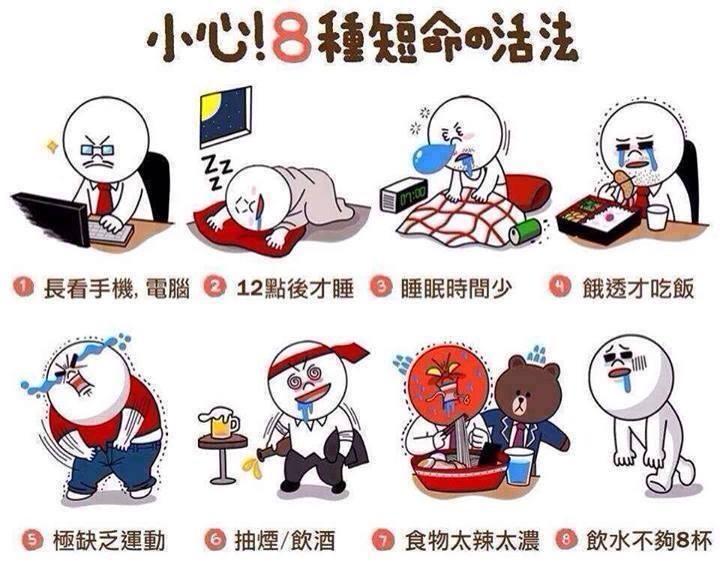 小心!8種短命の活法
ZZ
ZZ
07:00
1 長看手機, 電腦
2 12點後才睡
3 睡眠時間少
4 餓透才吃飯
5 極缺乏運動
6 抽煙/飲酒
7 食物太辣太濃
8 飲水不夠8杯